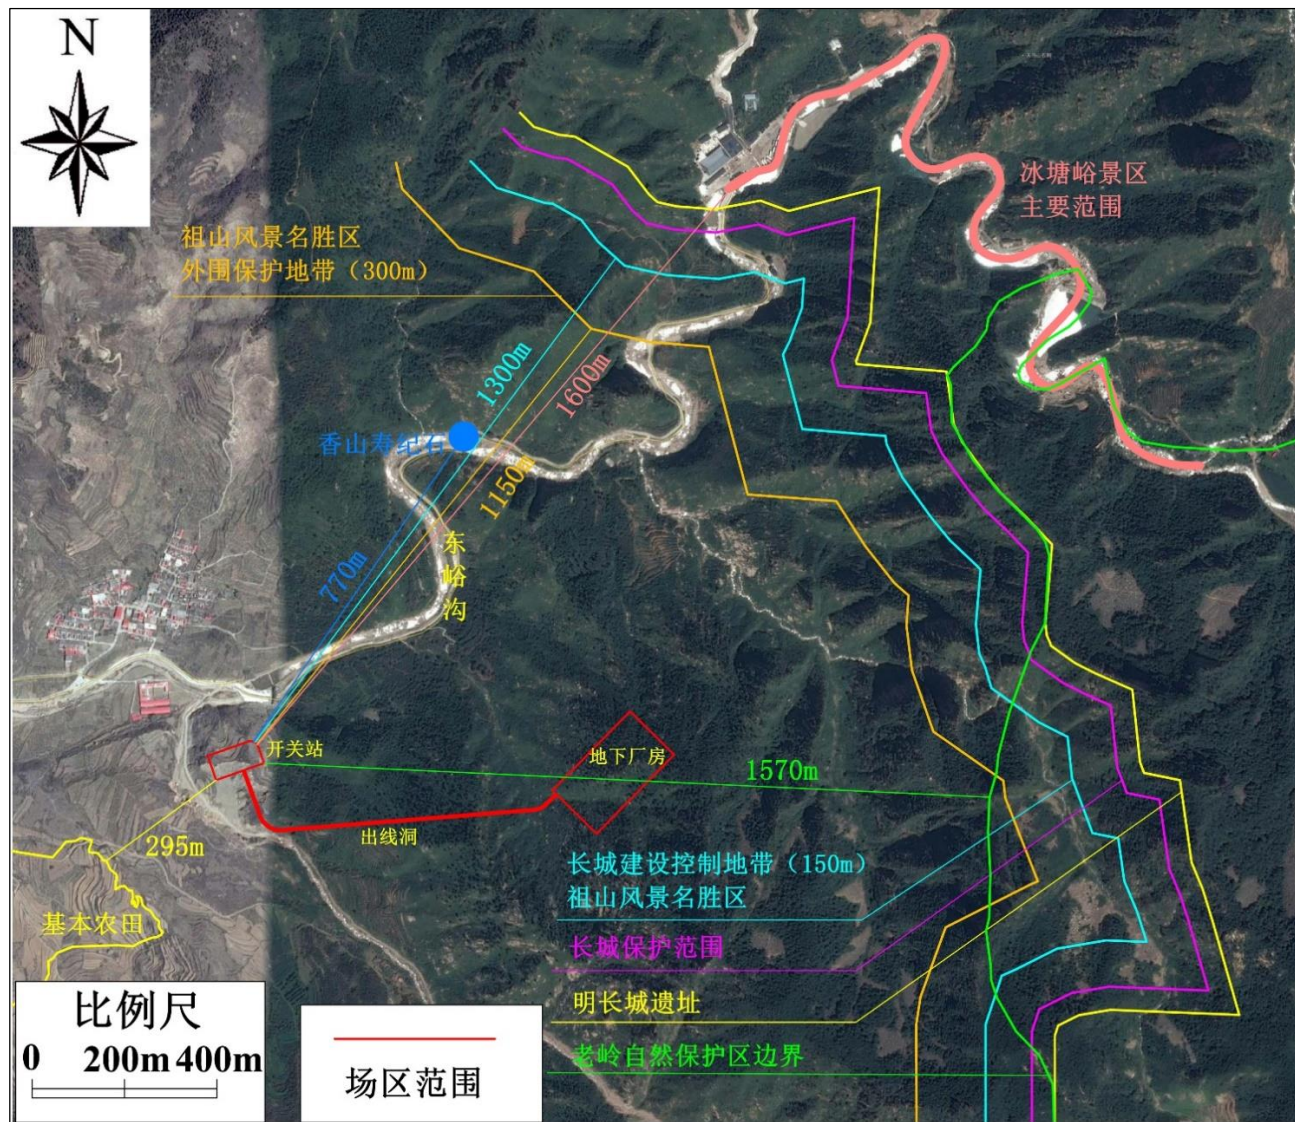 N
冰塘峪景区
主要范围
祖山风景名胜区
外围保护地带（300m）
1300m
1600m
香山寿纪石
1150m
770m
东峪沟
开关站
地下厂房
1570m
出线洞
295m
长城建设控制地带（150m）
祖山风景名胜区
基本农田
长城保护范围
明长城遗址
老岭自然保护区边界
比例尺
0 200m 400m
场区范围